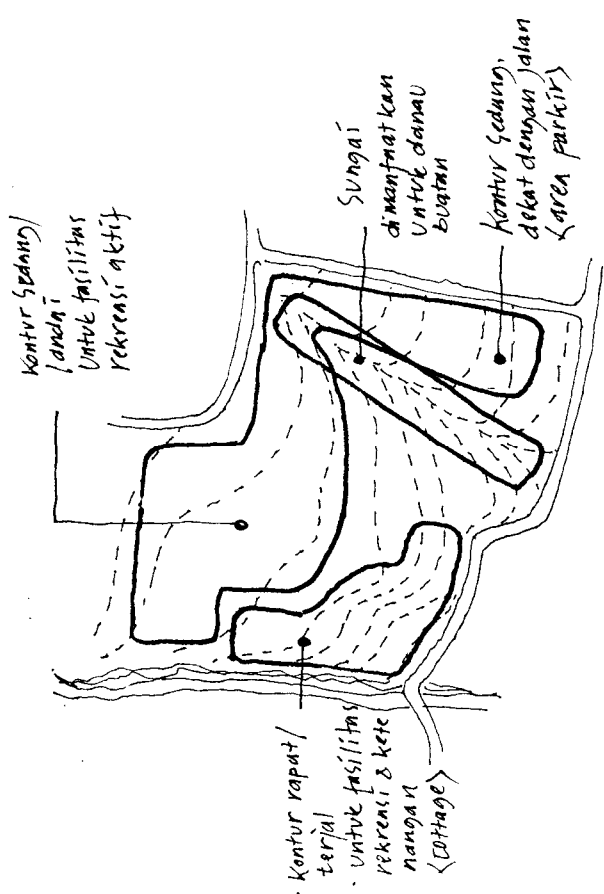 Kontur Sedang/
landai
Untuk fasilitas
rekreasi aktif
Sungai
dimanfaatkan
untuk danau
buatan
Kontur Sedang,
dekat dengan jalan
<area parkir>
· Kontur rapat/
terjal
· Untuk fasilitas
rekreasi & kete
nangan
<cottage>